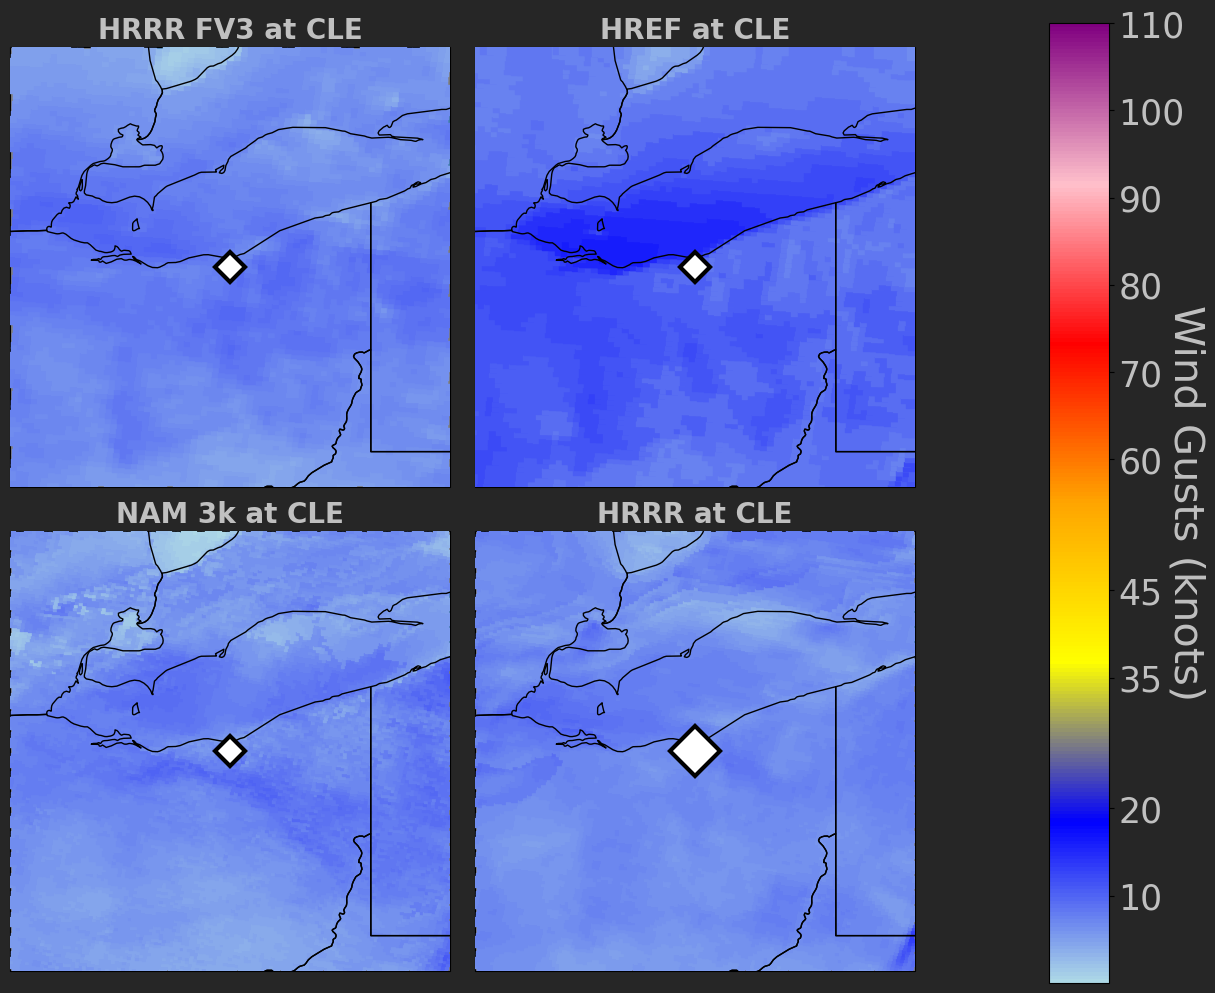 HRRR FV3 at CLE
HREF at CLE
NAM 3k at CLE
HRRR at CLE
110
100
90
80
70
60
45
35
20
10
Wind Gusts (knots)